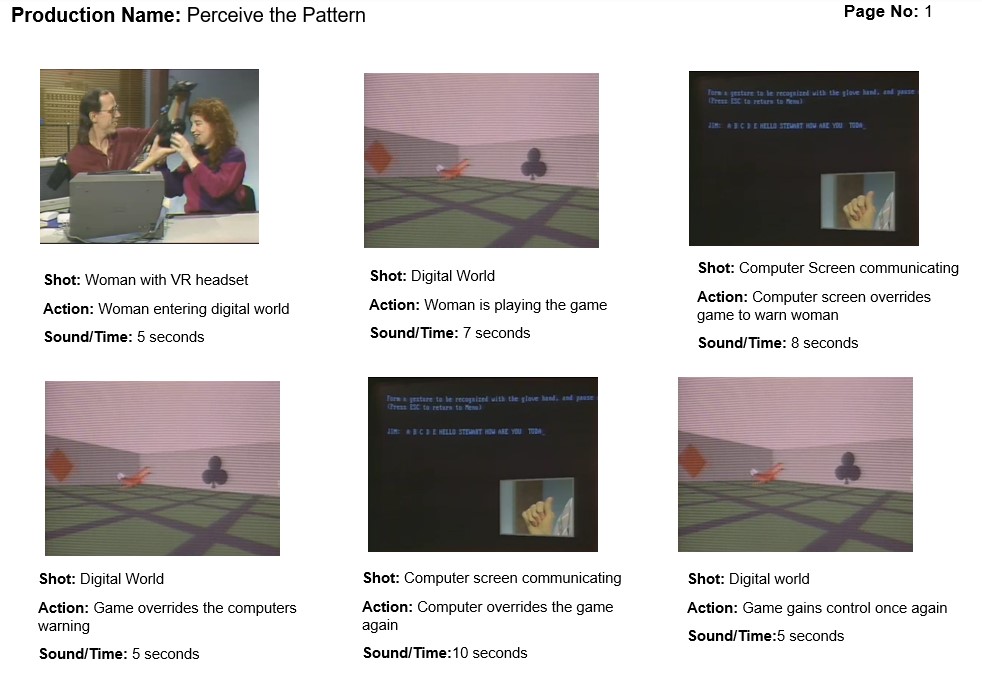 Production Name: Perceive the Pattern
Page No: 1
Form a gesture to be recognized with the glove hand, and pause
(Press ESC to return to Menu)
JIM: A B C D E HELLO STEWART HOW ARE YOU TODA_
Shot: Woman with VR headset
Action: Woman entering digital world
Sound/Time: 5 seconds
Shot: Digital World
Action: Woman is playing the game
Sound/Time: 7 seconds
Shot: Computer Screen communicating
Action: Computer screen overrides
game to warn woman
Sound/Time: 8 seconds
Form a gesture to be recognized with the glove hand, and pause
(Press ESC to return to Menu)
JIM: A B C D E HELLO STEWART HOW ARE YOU TODA_
Shot: Digital World
Action: Game overrides the computers
warning
Sound/Time: 5 seconds
Shot: Computer screen communicating
Action: Computer overrides the game
again
Sound/Time:10 seconds
Shot: Digital world
Action: Game gains control once again
Sound/Time:5 seconds